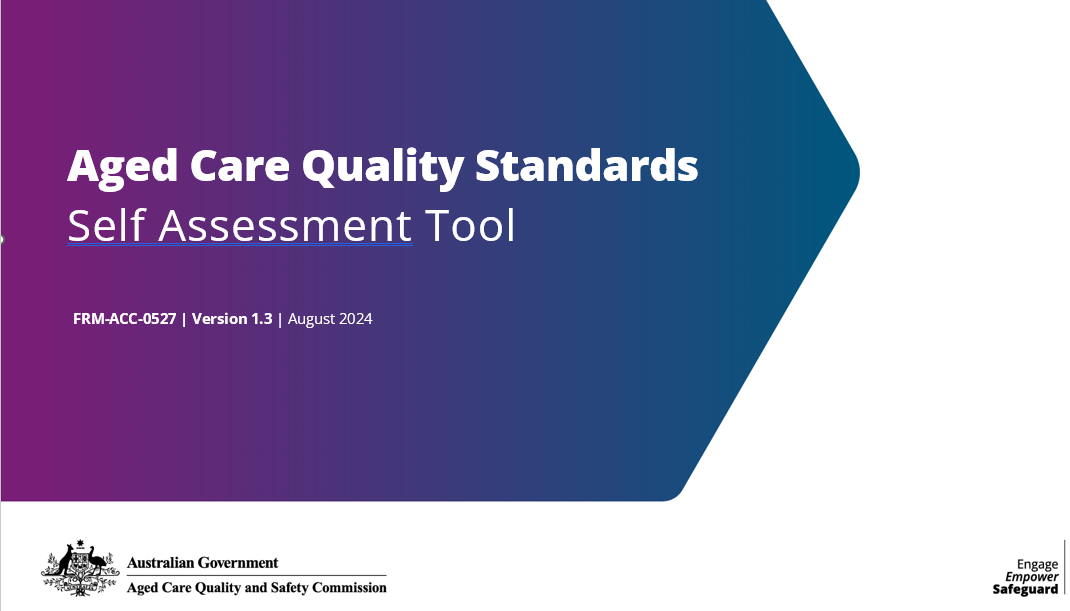 Aged Care Quality Standards
Self Assessment Tool
FRM-ACC-0527 | Version 1.3 | August 2024
Australian Government
Aged Care Quality and Safety Commission
Engage
Empower
Safeguard